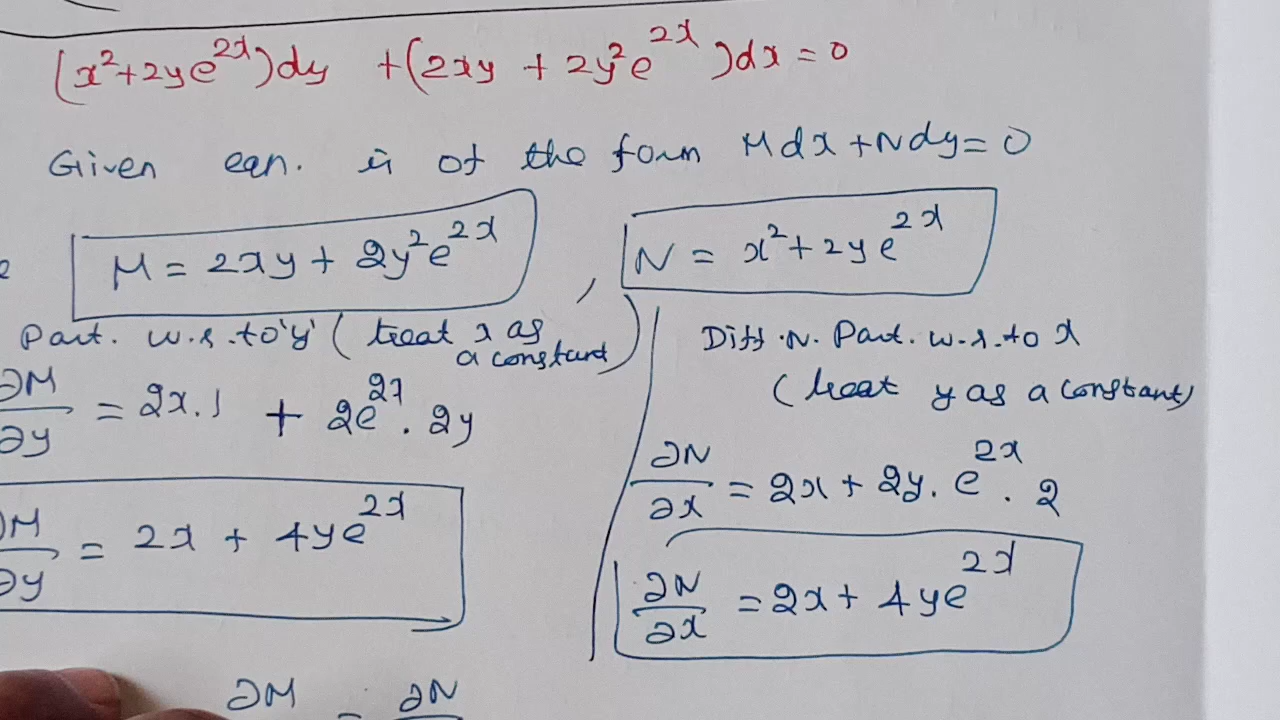 (x²+2ye^{2x})dy + (2xy + 2y²e^{2x})dx = 0
Given eqn. is of the form Mdx+Ndy=0
M = 2xy + 2y²e^{2x} , N = x²+2ye^{2x}
Part. w.r.to 'y' (treat x as
a constant)
∂M/∂y = 2x.1 + 2e^{2x}. 2y
∂M/∂y = 2x + 4ye^{2x}
Diff.N. Part. w.r.to x
(treat y as a constant)
∂N/∂x = 2x + 2y. e^{2x}. 2
∂N/∂x = 2x + 4ye^{2x}
∂M = ∂N